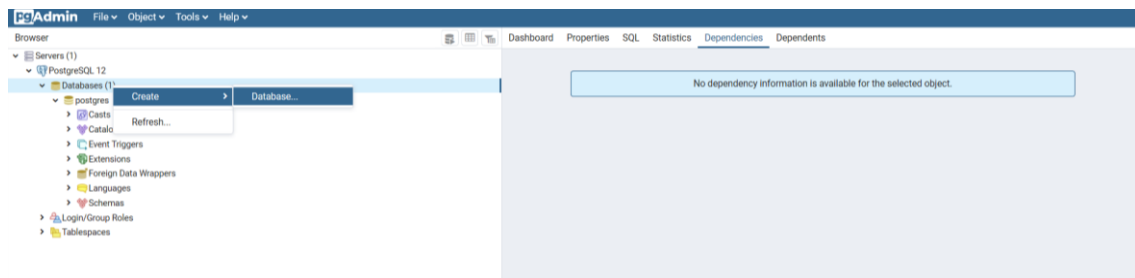 pgAdmin File Object Tools Help
Browser
Dashboard Properties SQL Statistics Dependencies Dependents
Servers (1)
PostgreSQL 12
Databases (1)
postgres
Casts
Catalo
Event Triggers
Extensions
Foreign Data Wrappers
Languages
Schemas
Login/Group Roles
Tablespaces
Create
Refresh...
Database...
No dependency information is available for the selected object.